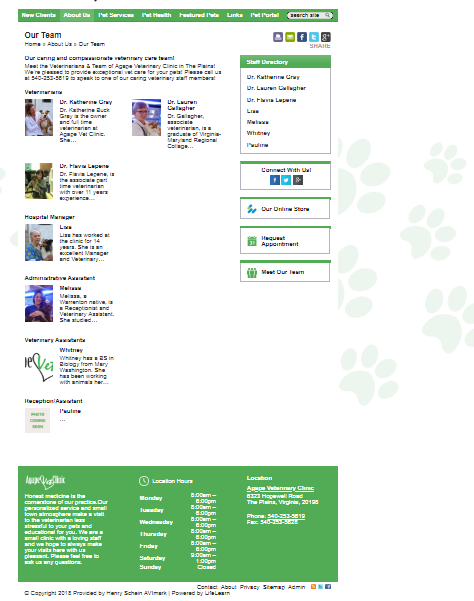 New Clients About Us Pet Services Pet Health Featured Pets Links Pet Portal search site
Our Team
Home » About Us » Our Team
SHARE
Our caring and compassionate veterinary care team!
Meet the Veterinarians & Team of Agape Veterinary Clinic in The Plains!
We're pleased to provide exceptional vet care for your pets! Please call us
at 540-253-5619 to speak to one of our caring veterinary staff members!
Veterinarians
Dr. Katherine Gray
Dr. Katherine Buck
Gray is the owner
and full time
veterinarian at
Agape Vet Clinic.
She...
Dr. Lauren
Gallagher
Dr. Gallagher,
associate
veterinarian, is a
graduate of Virginia-
Maryland Regional
College...
Dr. Flavia Legene
Dr. Flavia Legene, is
the associate part
time veterinarian
with over 11 years
experience...
Hospital Manager
Lisa
Lisa has worked at
the clinic for 14
years. She is an
excellent Manager
and Veterinary...
Administrative Assistant
Melissa
Melissa, a
Warrenton native, is
a Receptionist and
Veterinary Assistant.
She studied...
Veterinary Assistants
Whitney
Whitney has a BS in
Biology from Mary
Washington. She
has been working
with animals her...
Reception/Assistant
PHOTO
COMING
SOON
Pauline
...
Staff Directory
Dr. Katherine Gray
Dr. Lauren Gallagher
Dr. Flavia Legene
Lisa
Melissa
Whitney
Pauline
Connect With Us!
Our Online Store
Request
Appointment
Meet Our Team
Agape Vet Clinic
Honest medicine is the
cornerstone of our practice.Our
personalized service and small
town atmosphere make a visit
to the veterinarian less
stressful to your pets and
educational for you. We are a
small clinic with a loving staff
and we hope to always make
your visits here with us
pleasant. Please feel free to
ask us any questions.
Location Hours
Monday 8:00am –
6:00pm
Tuesday 8:00am –
6:00pm
Wednesday 8:00am –
6:00pm
Thursday 8:00am –
6:00pm
Friday 8:00am –
6:00pm
Saturday 9:00am –
1:00pm
Sunday Closed
Location
Agape Veterinary Clinic
6323 Hopewell Road
The Plains, Virginia, 20198
Phone: 540-253-5619
Fax: 540-253-5626
Contact About Privacy Sitemap Admin
© Copyright 2018 Provided by Henry Schein AVImark | Powered by LifeLearn